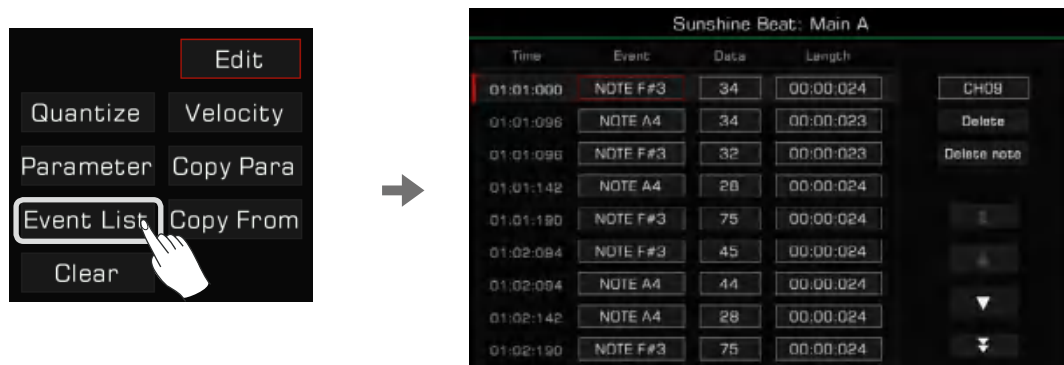 Edit
Quantize Velocity
Parameter Copy Para
Event List Copy From
Clear
Sunshine Beat: Main A
Time Event Data Length
01:01:000 NOTE F#3 34 00:00:024 CH09
01:01:096 NOTE A4 34 00:00:023 Delete
01:01:096 NOTE F#3 32 00:00:023 Delete note
01:01:142 NOTE A4 28 00:00:024
01:01:190 NOTE F#3 75 00:00:024
01:02:094 NOTE F#3 45 00:00:024
01:02:094 NOTE A4 44 00:00:024
01:02:142 NOTE A4 28 00:00:024
01:02:190 NOTE F#3 75 00:00:024